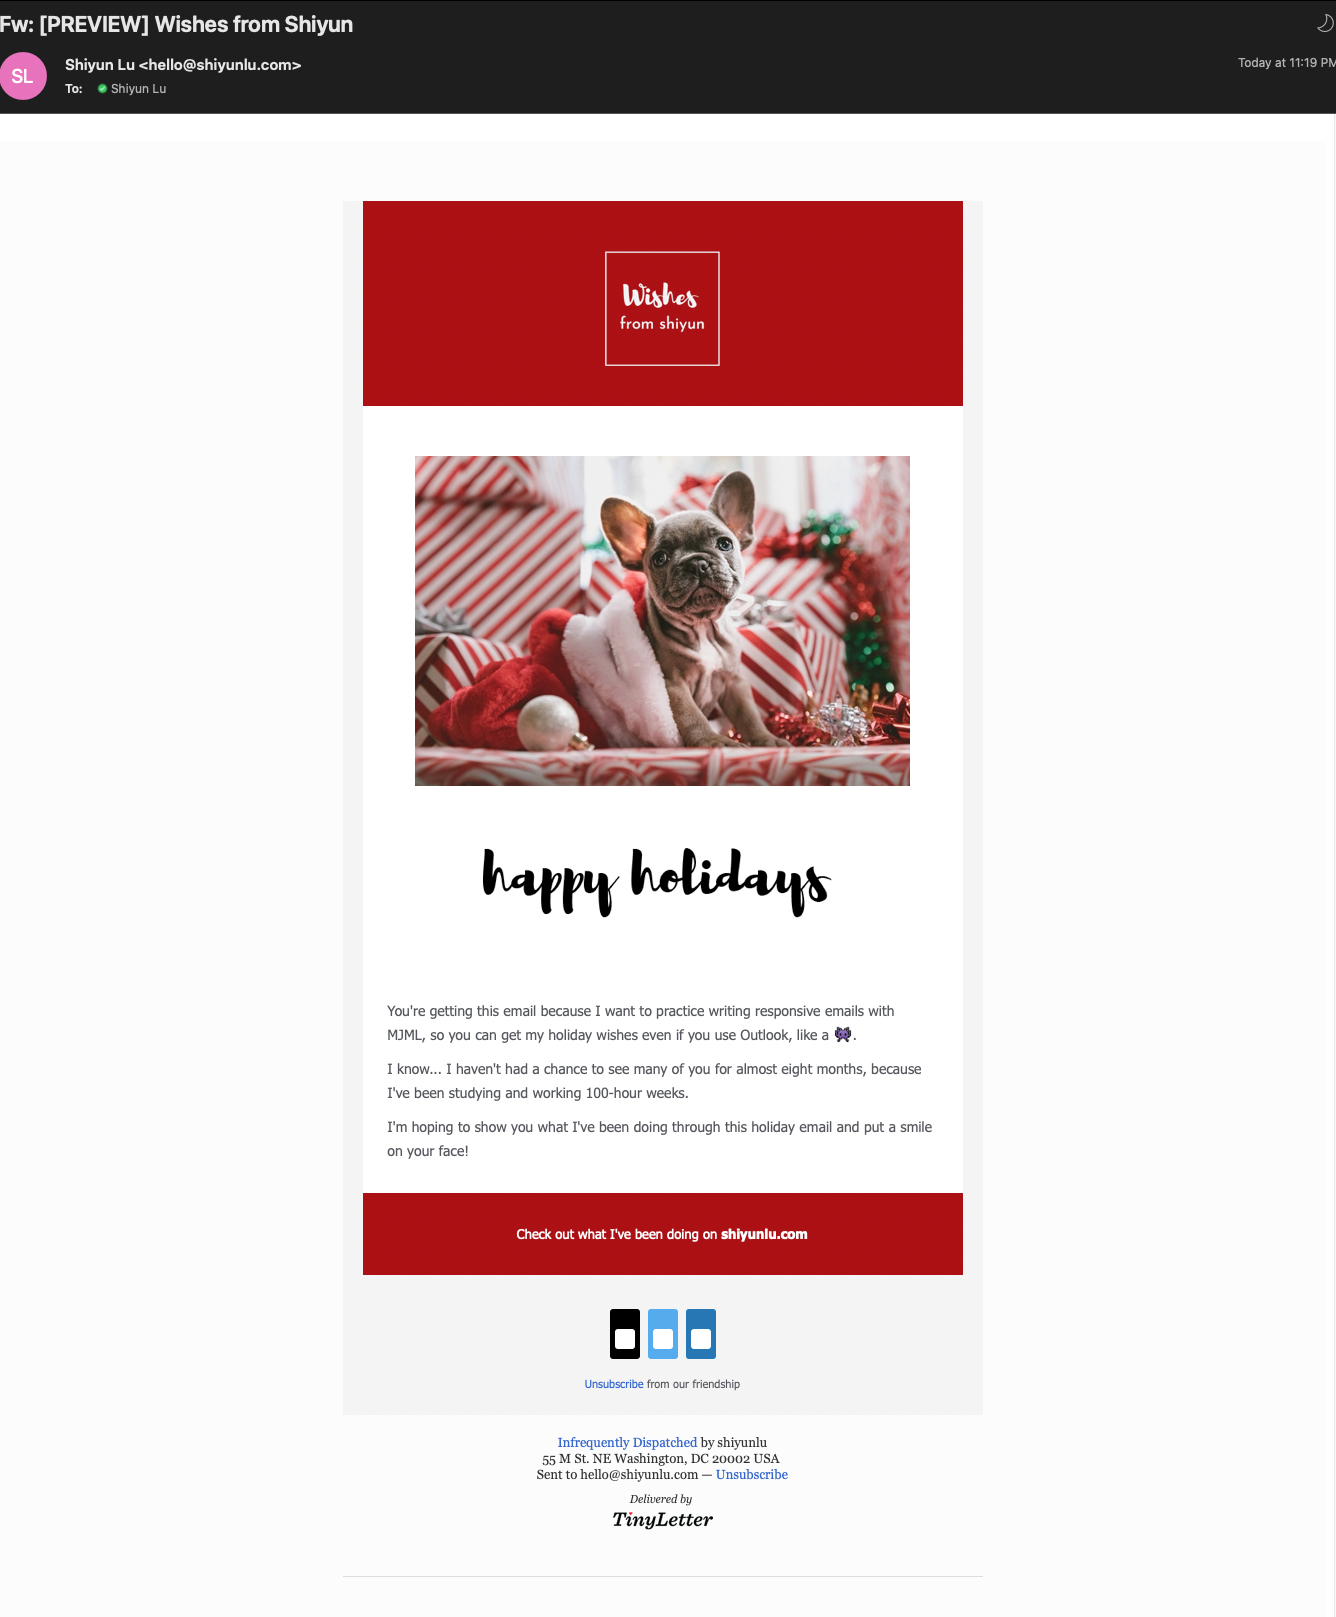 Fw: [PREVIEW] Wishes from Shiyun
SL
Shiyun Lu <hello@shiyunlu.com>
Today at 11:19 PM
To: Shiyun Lu
Wishes
from shiyun
happy holidays
You're getting this email because I want to practice writing responsive emails with
MJML, so you can get my holiday wishes even if you use Outlook, like a 👾.
I know... I haven't had a chance to see many of you for almost eight months, because
I've been studying and working 100-hour weeks.
I'm hoping to show you what I've been doing through this holiday email and put a smile
on your face!
Check out what I've been doing on shiyunlu.com
Unsubscribe from our friendship
Infrequently Dispatched by shiyunlu
55 M St. NE Washington, DC 20002 USA
Sent to hello@shiyunlu.com — Unsubscribe
Delivered by
TinyLetter